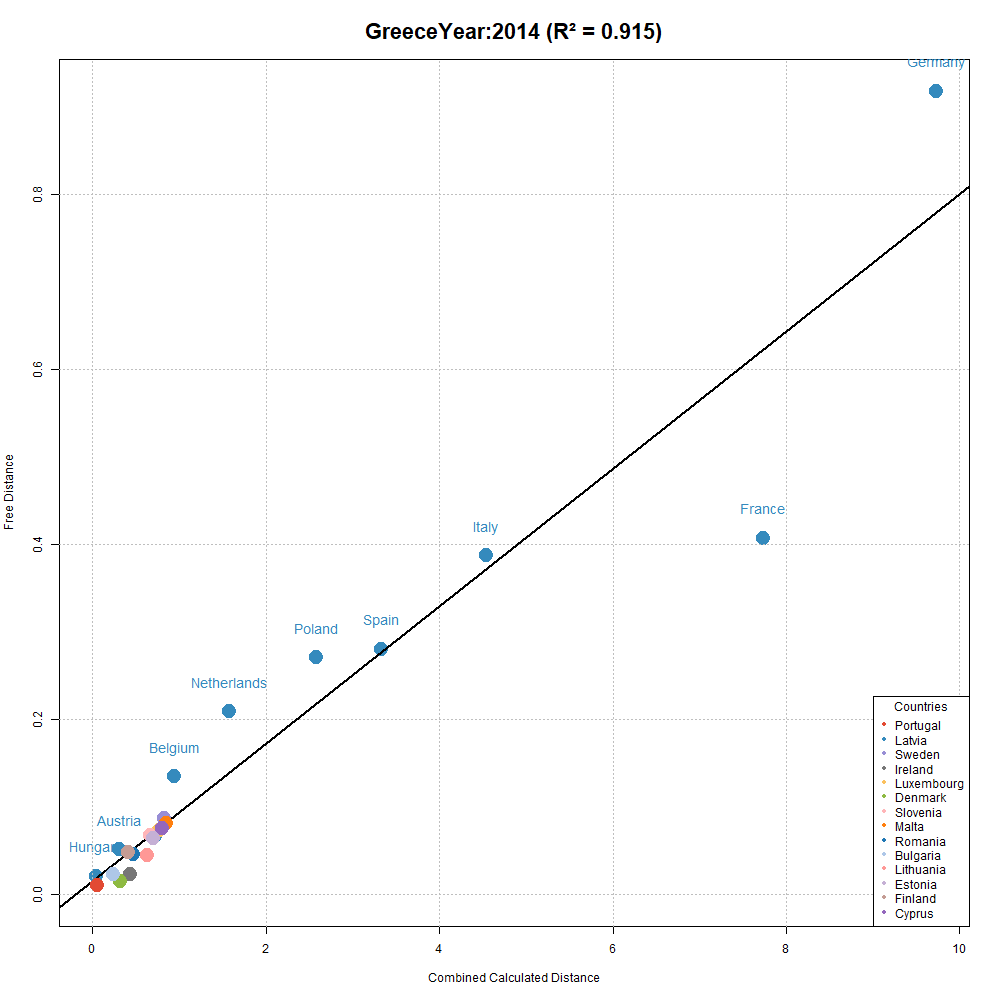 GreeceYear:2014 (R² = 0.915)
Germany
0.8
0.6
Free Distance
France
Italy
0.4
Spain
Poland
Netherlands
0.2
Belgium
Austria
Hungar
0.0
Countries
Portugal
Latvia
Sweden
Ireland
Luxembourg
Denmark
Slovenia
Malta
Romania
Bulgaria
Lithuania
Estonia
Finland
Cyprus
0 2 4 6 8 10
Combined Calculated Distance